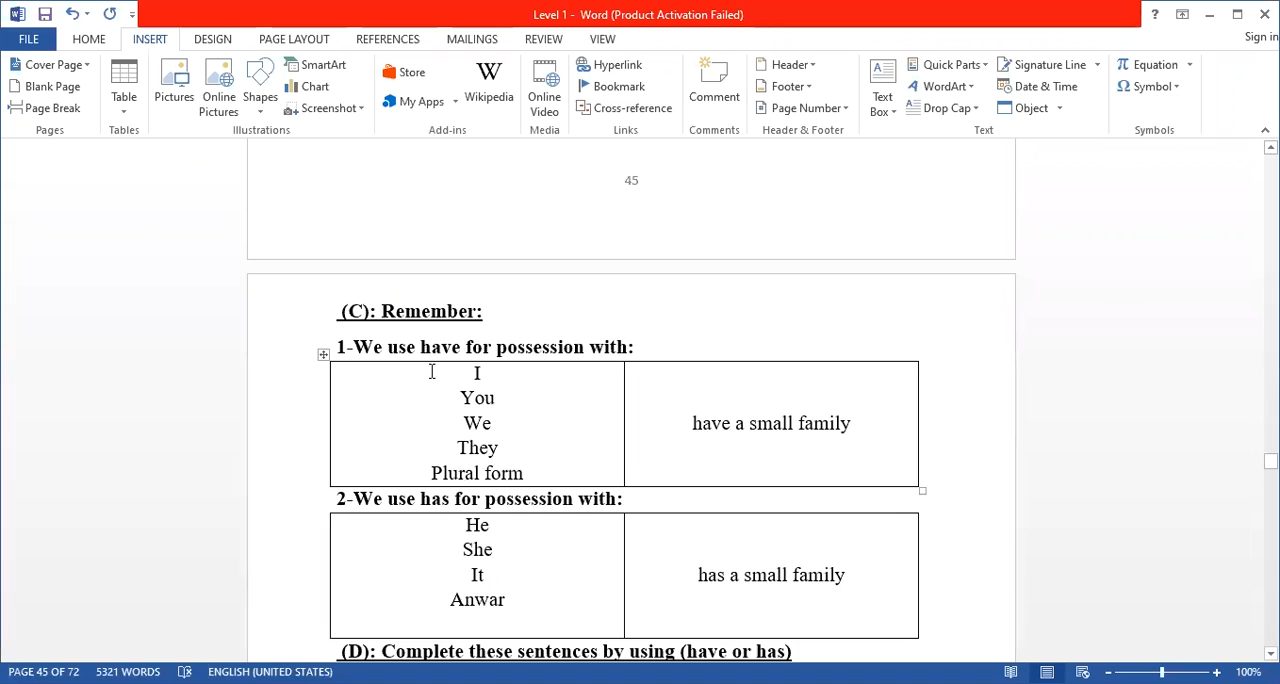 Level 1 - Word (Product Activation Failed)
?
FILE HOME INSERT DESIGN PAGE LAYOUT REFERENCES MAILINGS REVIEW VIEW Sign in
Cover Page
Blank Page
Page Break
Pages
Table
Tables
Pictures
Online Pictures
Shapes
SmartArt
Chart
Screenshot
Illustrations
Store
My Apps
W
Wikipedia
Add-ins
Online Video
Media
Hyperlink
Bookmark
Cross-reference
Links
Comment
Comments
Header
Footer
Page Number
Header & Footer
Text Box
Quick Parts
WordArt
Drop Cap
Signature Line
Date & Time
Object
Text
Equation
Symbol
Symbols
45
(C): Remember:
1-We use have for possession with:
I
You
We
They
Plural form
have a small family
2-We use has for possession with:
He
She
It
Anwar
has a small family
(D): Complete these sentences by using (have or has)
PAGE 45 OF 72 5321 WORDS ENGLISH (UNITED STATES) 100%